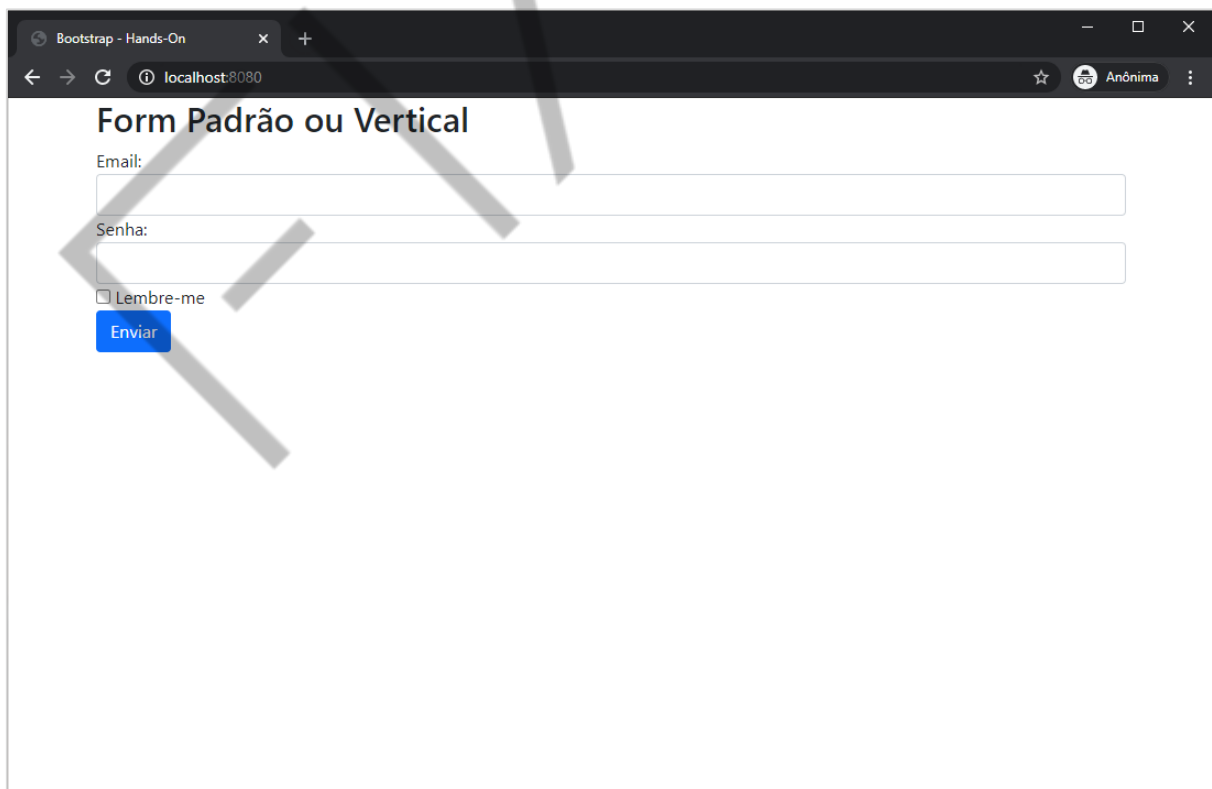 Bootstrap - Hands-On
localhost:8080
Anônima
Form Padrão ou Vertical
Email:
Senha:
Lembre-me
Enviar